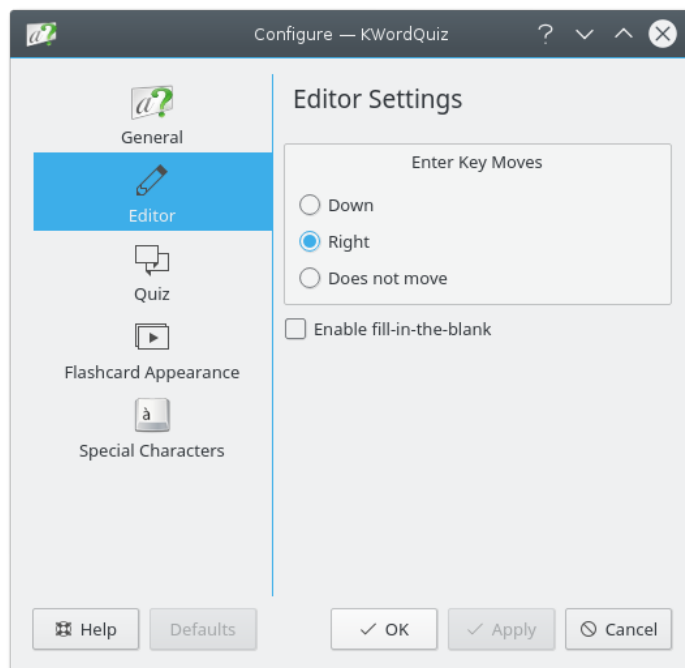 Configure — KWordQuiz
General
Editor
Quiz
Flashcard Appearance
Special Characters
Editor Settings
Enter Key Moves
Down
Right
Does not move
Enable fill-in-the-blank
Help
Defaults
OK
Apply
Cancel